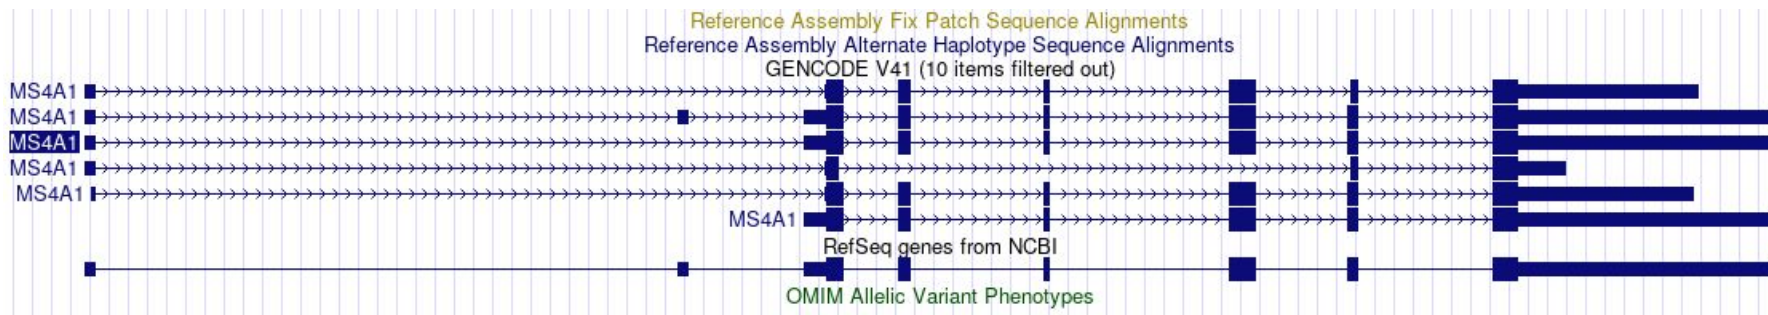 Reference Assembly Fix Patch Sequence Alignments
Reference Assembly Alternate Haplotype Sequence Alignments
GENCODE V41 (10 items filtered out)
MS4A1
MS4A1
MS4A1
MS4A1
MS4A1
MS4A1
RefSeq genes from NCBI
OMIM Allelic Variant Phenotypes